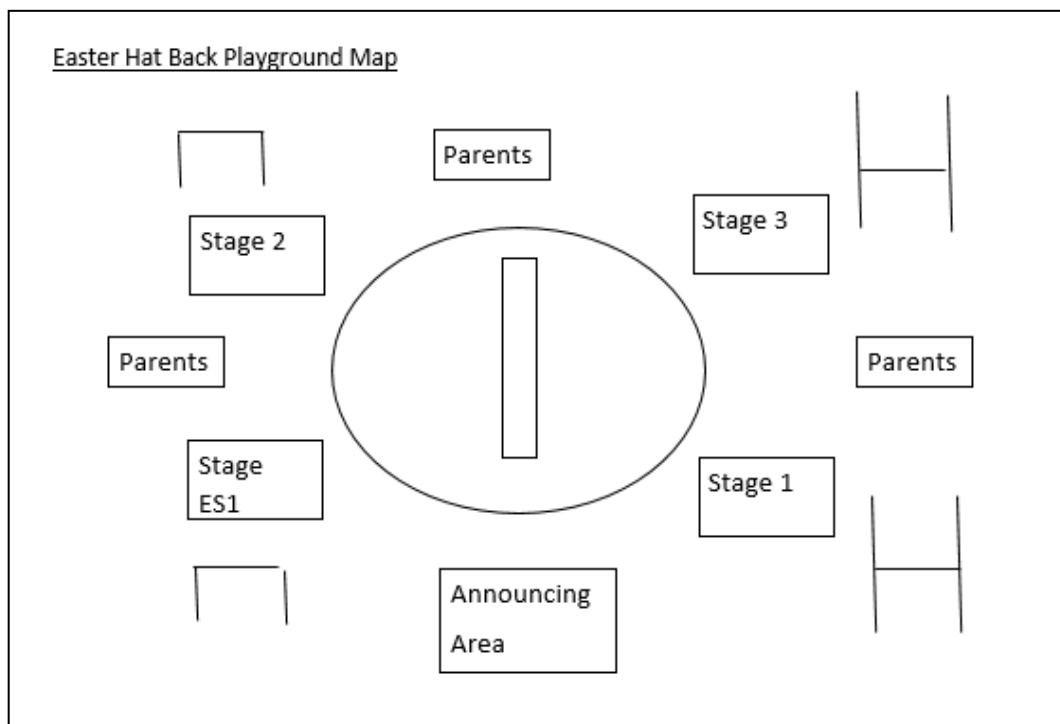 Easter Hat Back Playground Map
Parents
Stage 2
Stage 3
Parents
Parents
Stage
ES1
Stage 1
Announcing
Area